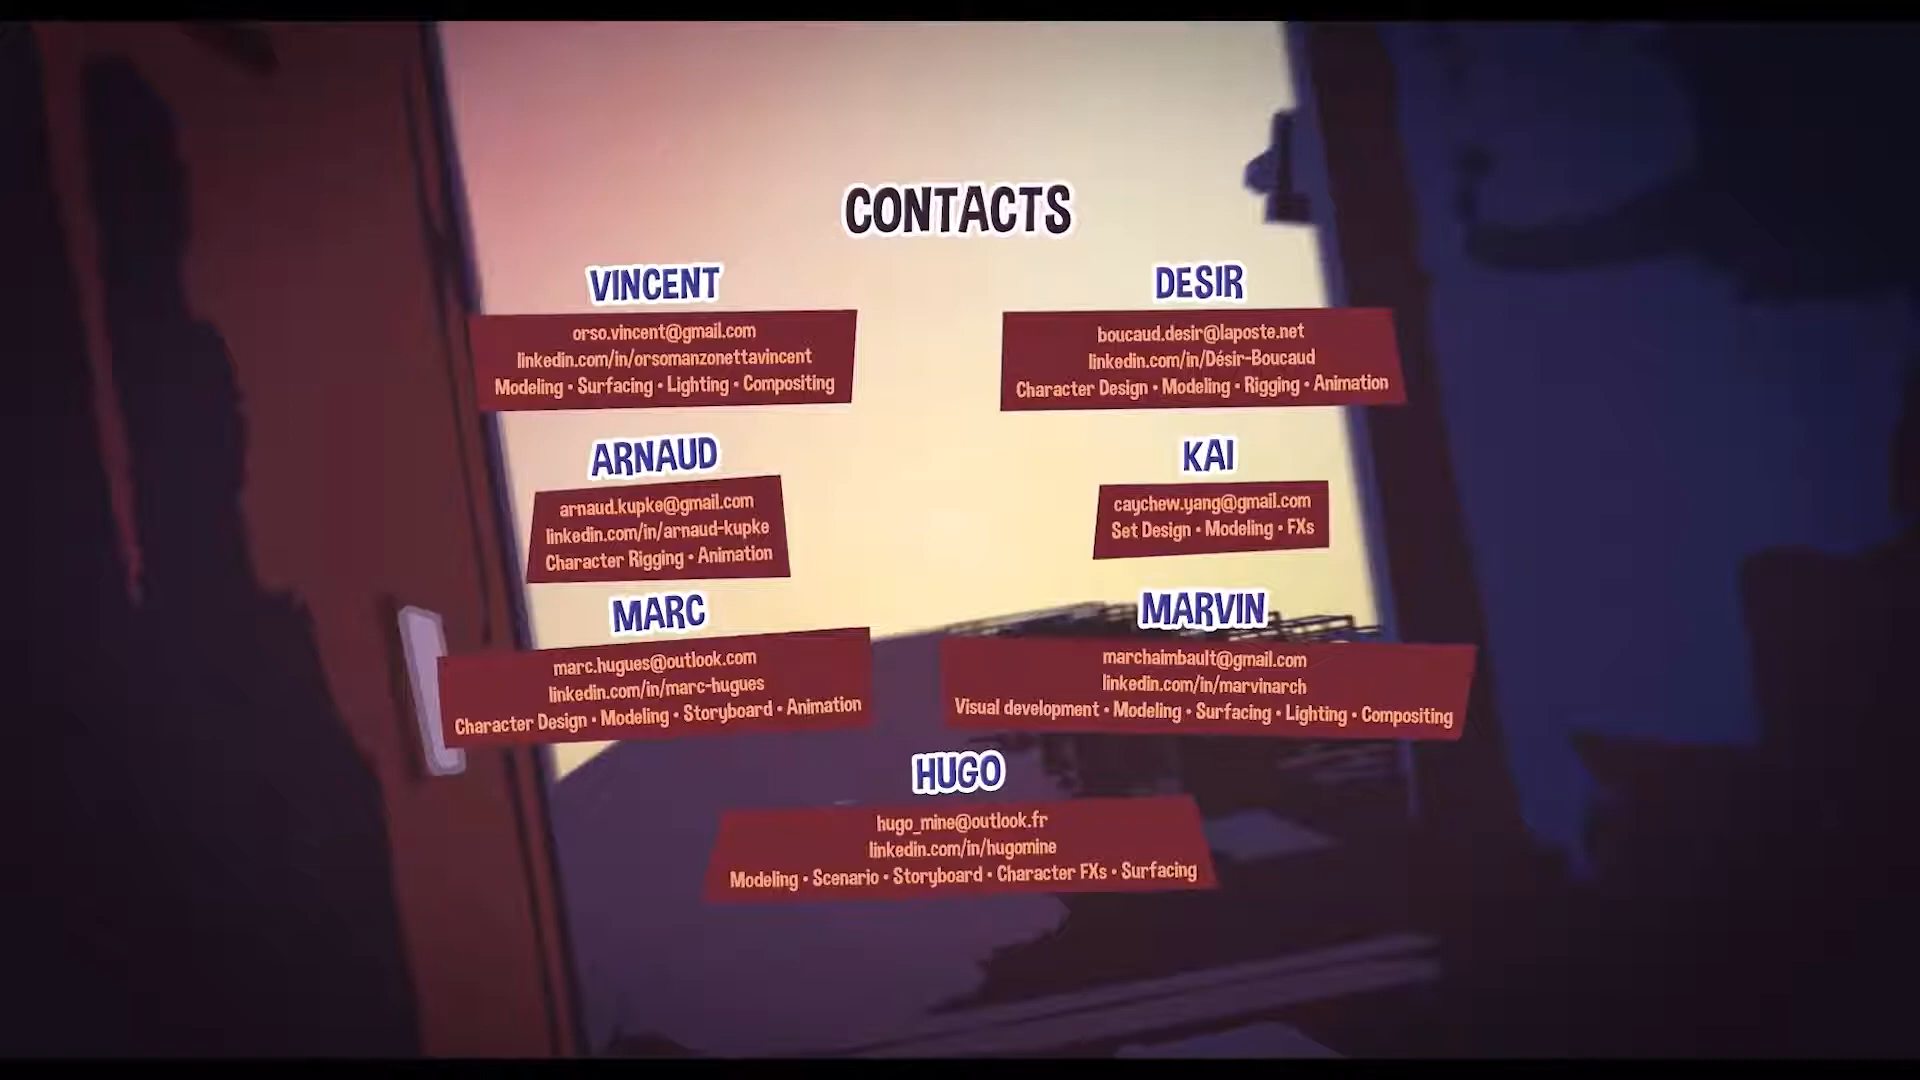 CONTACTS
VINCENT
orso.vincent@gmail.com
linkedin.com/in/orsomanzonettavincent
Modeling • Surfacing • Lighting • Compositing
DESIR
boucaud.desir@laposte.net
linkedin.com/in/Désir-Boucaud
Character Design • Modeling • Rigging • Animation
ARNAUD
arnaud.kupke@gmail.com
linkedin.com/in/arnaud-kupke
Character Rigging • Animation
KAI
caychew.yang@gmail.com
Set Design • Modeling • FXs
MARC
marc.hugues@outlook.com
linkedin.com/in/marc-hugues
Character Design • Modeling • Storyboard • Animation
MARVIN
marchaimbault@gmail.com
linkedin.com/in/marvinarch
Visual development • Modeling • Surfacing • Lighting • Compositing
HUGO
hugo_mine@outlook.fr
linkedin.com/in/hugomine
Modeling • Scenario • Storyboard • Character FXs • Surfacing